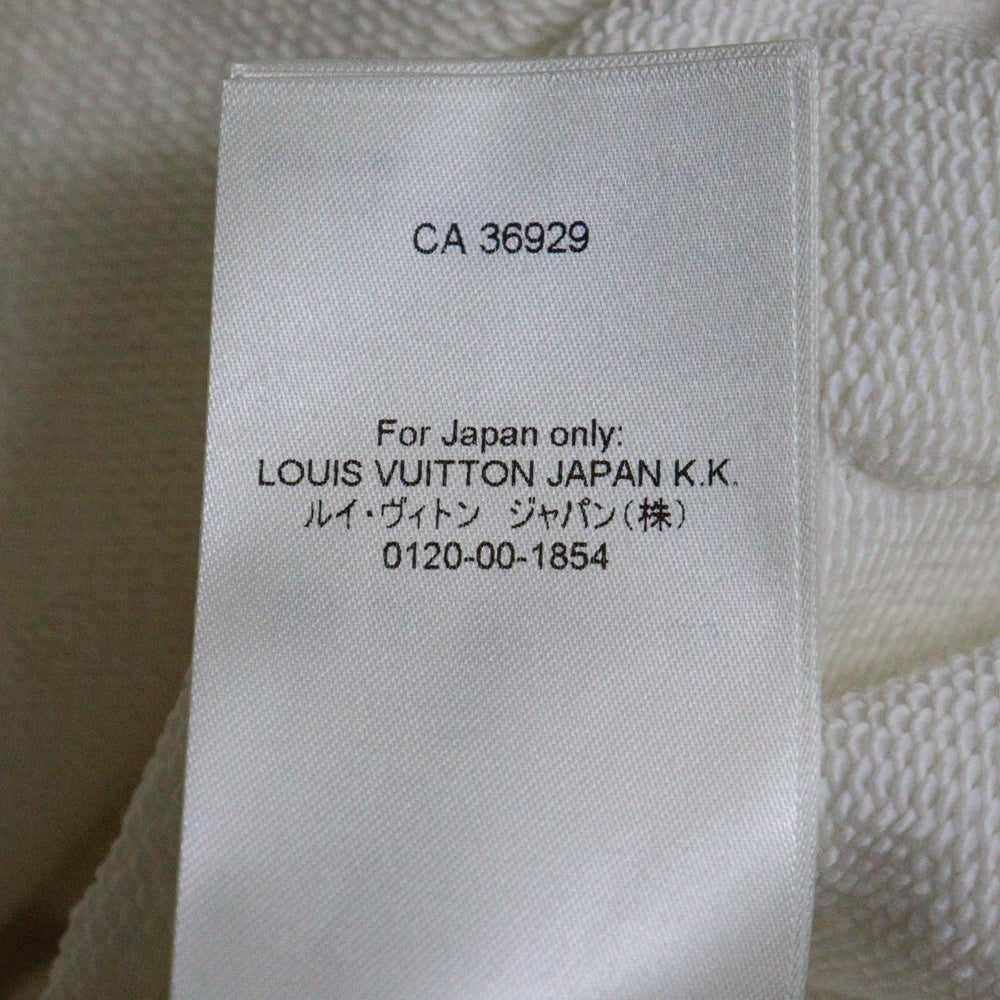 CA 36929
For Japan only:
LOUIS VUITTON JAPAN K.K.
ルイ・ヴィトン ジャパン(株)
0120-00-1854